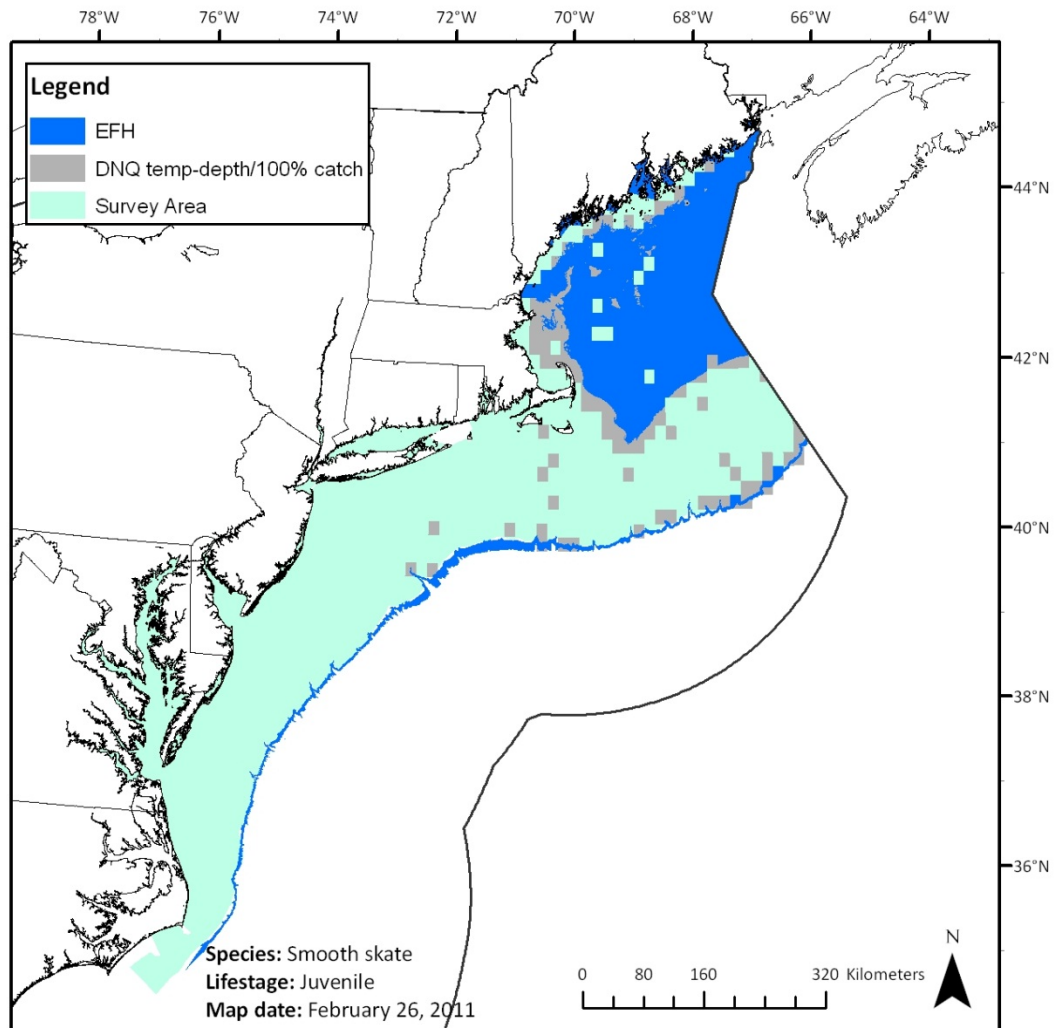 78°W 76°W 74°W 72°W 70°W 68°W 66°W 64°W
Legend
EFH
DNQ temp-depth/100% catch
Survey Area
44°N
42°N
40°N
38°N
36°N
Species: Smooth skate
Lifestage: Juvenile
Map date: February 26, 2011
0 80 160 320 Kilometers
N